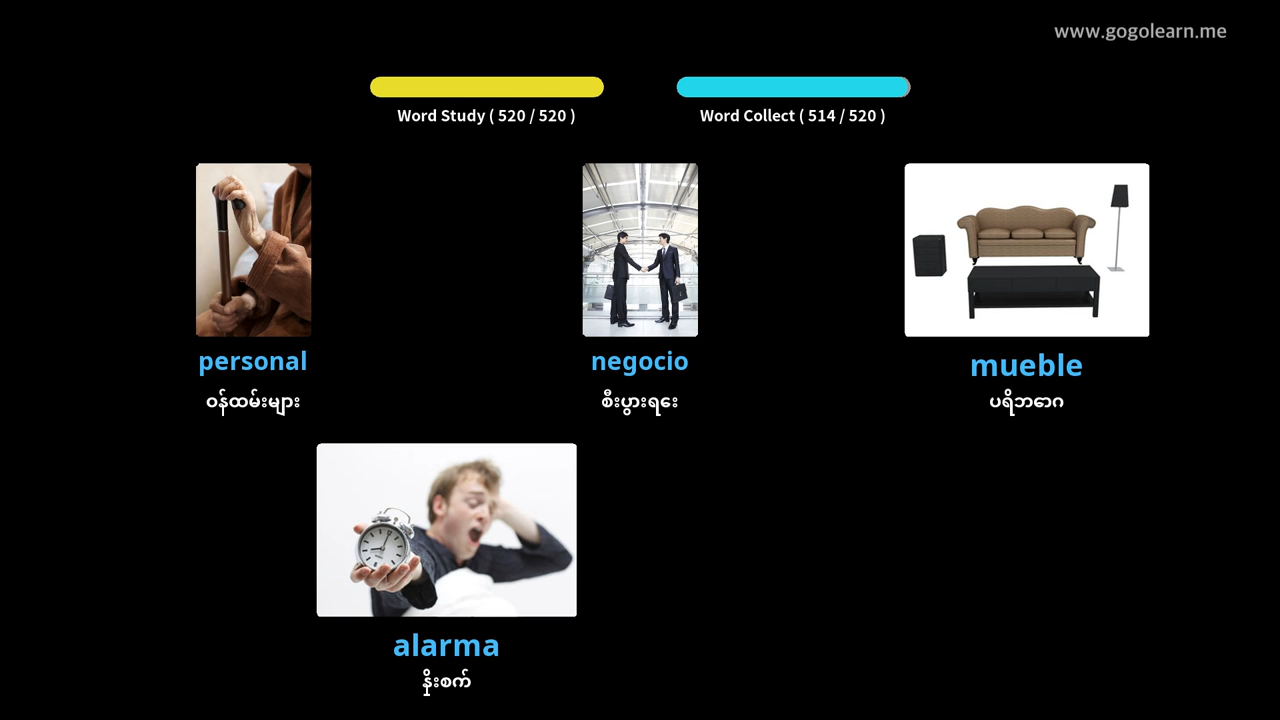 www.gogolearn.me
Word Study ( 520 / 520 )
Word Collect ( 514 / 520 )
personal
negocio
mueble
ဝန်ထမ်းများ
စီးပွားရေး
ပရိဘောဂ
alarma
နှိုးစက်